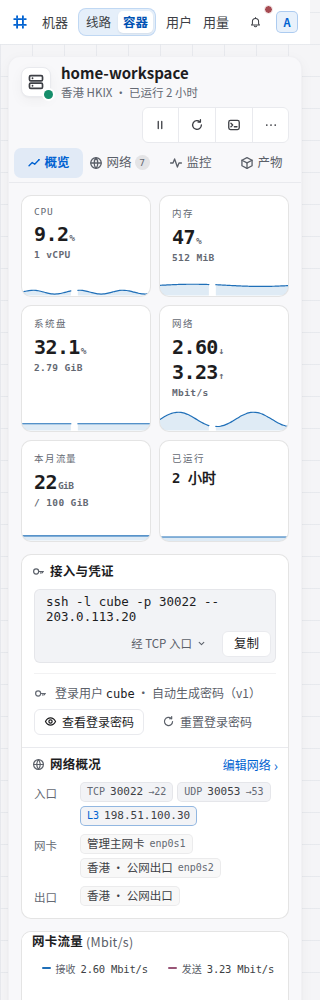 机器 线路 容器 用户 用量 A
home-workspace
香港 HKIX · 已运行 2 小时
概览 网络 7 监控 产物
CPU
9.2%
1 vCPU
内存
47%
512 MiB
系统盘
32.1%
2.79 GiB
网络
2.60↓
3.23↑
Mbit/s
本月流量
22GiB
/ 100 GiB
已运行
2 小时
接入与凭证
ssh -l cube -p 30022 --
203.0.113.20
经 TCP 入口 复制
登录用户 cube · 自动生成密码（v1）
查看登录密码 重置登录密码
网络概况 编辑网络 ›
入口 TCP 30022 →22 UDP 30053 →53
L3 198.51.100.30
网卡 管理主网卡 enp0s1
香港 · 公网出口 enp0s2
出口 香港 · 公网出口
网卡流量 (Mbit/s)
接收 2.60 Mbit/s 发送 3.23 Mbit/s